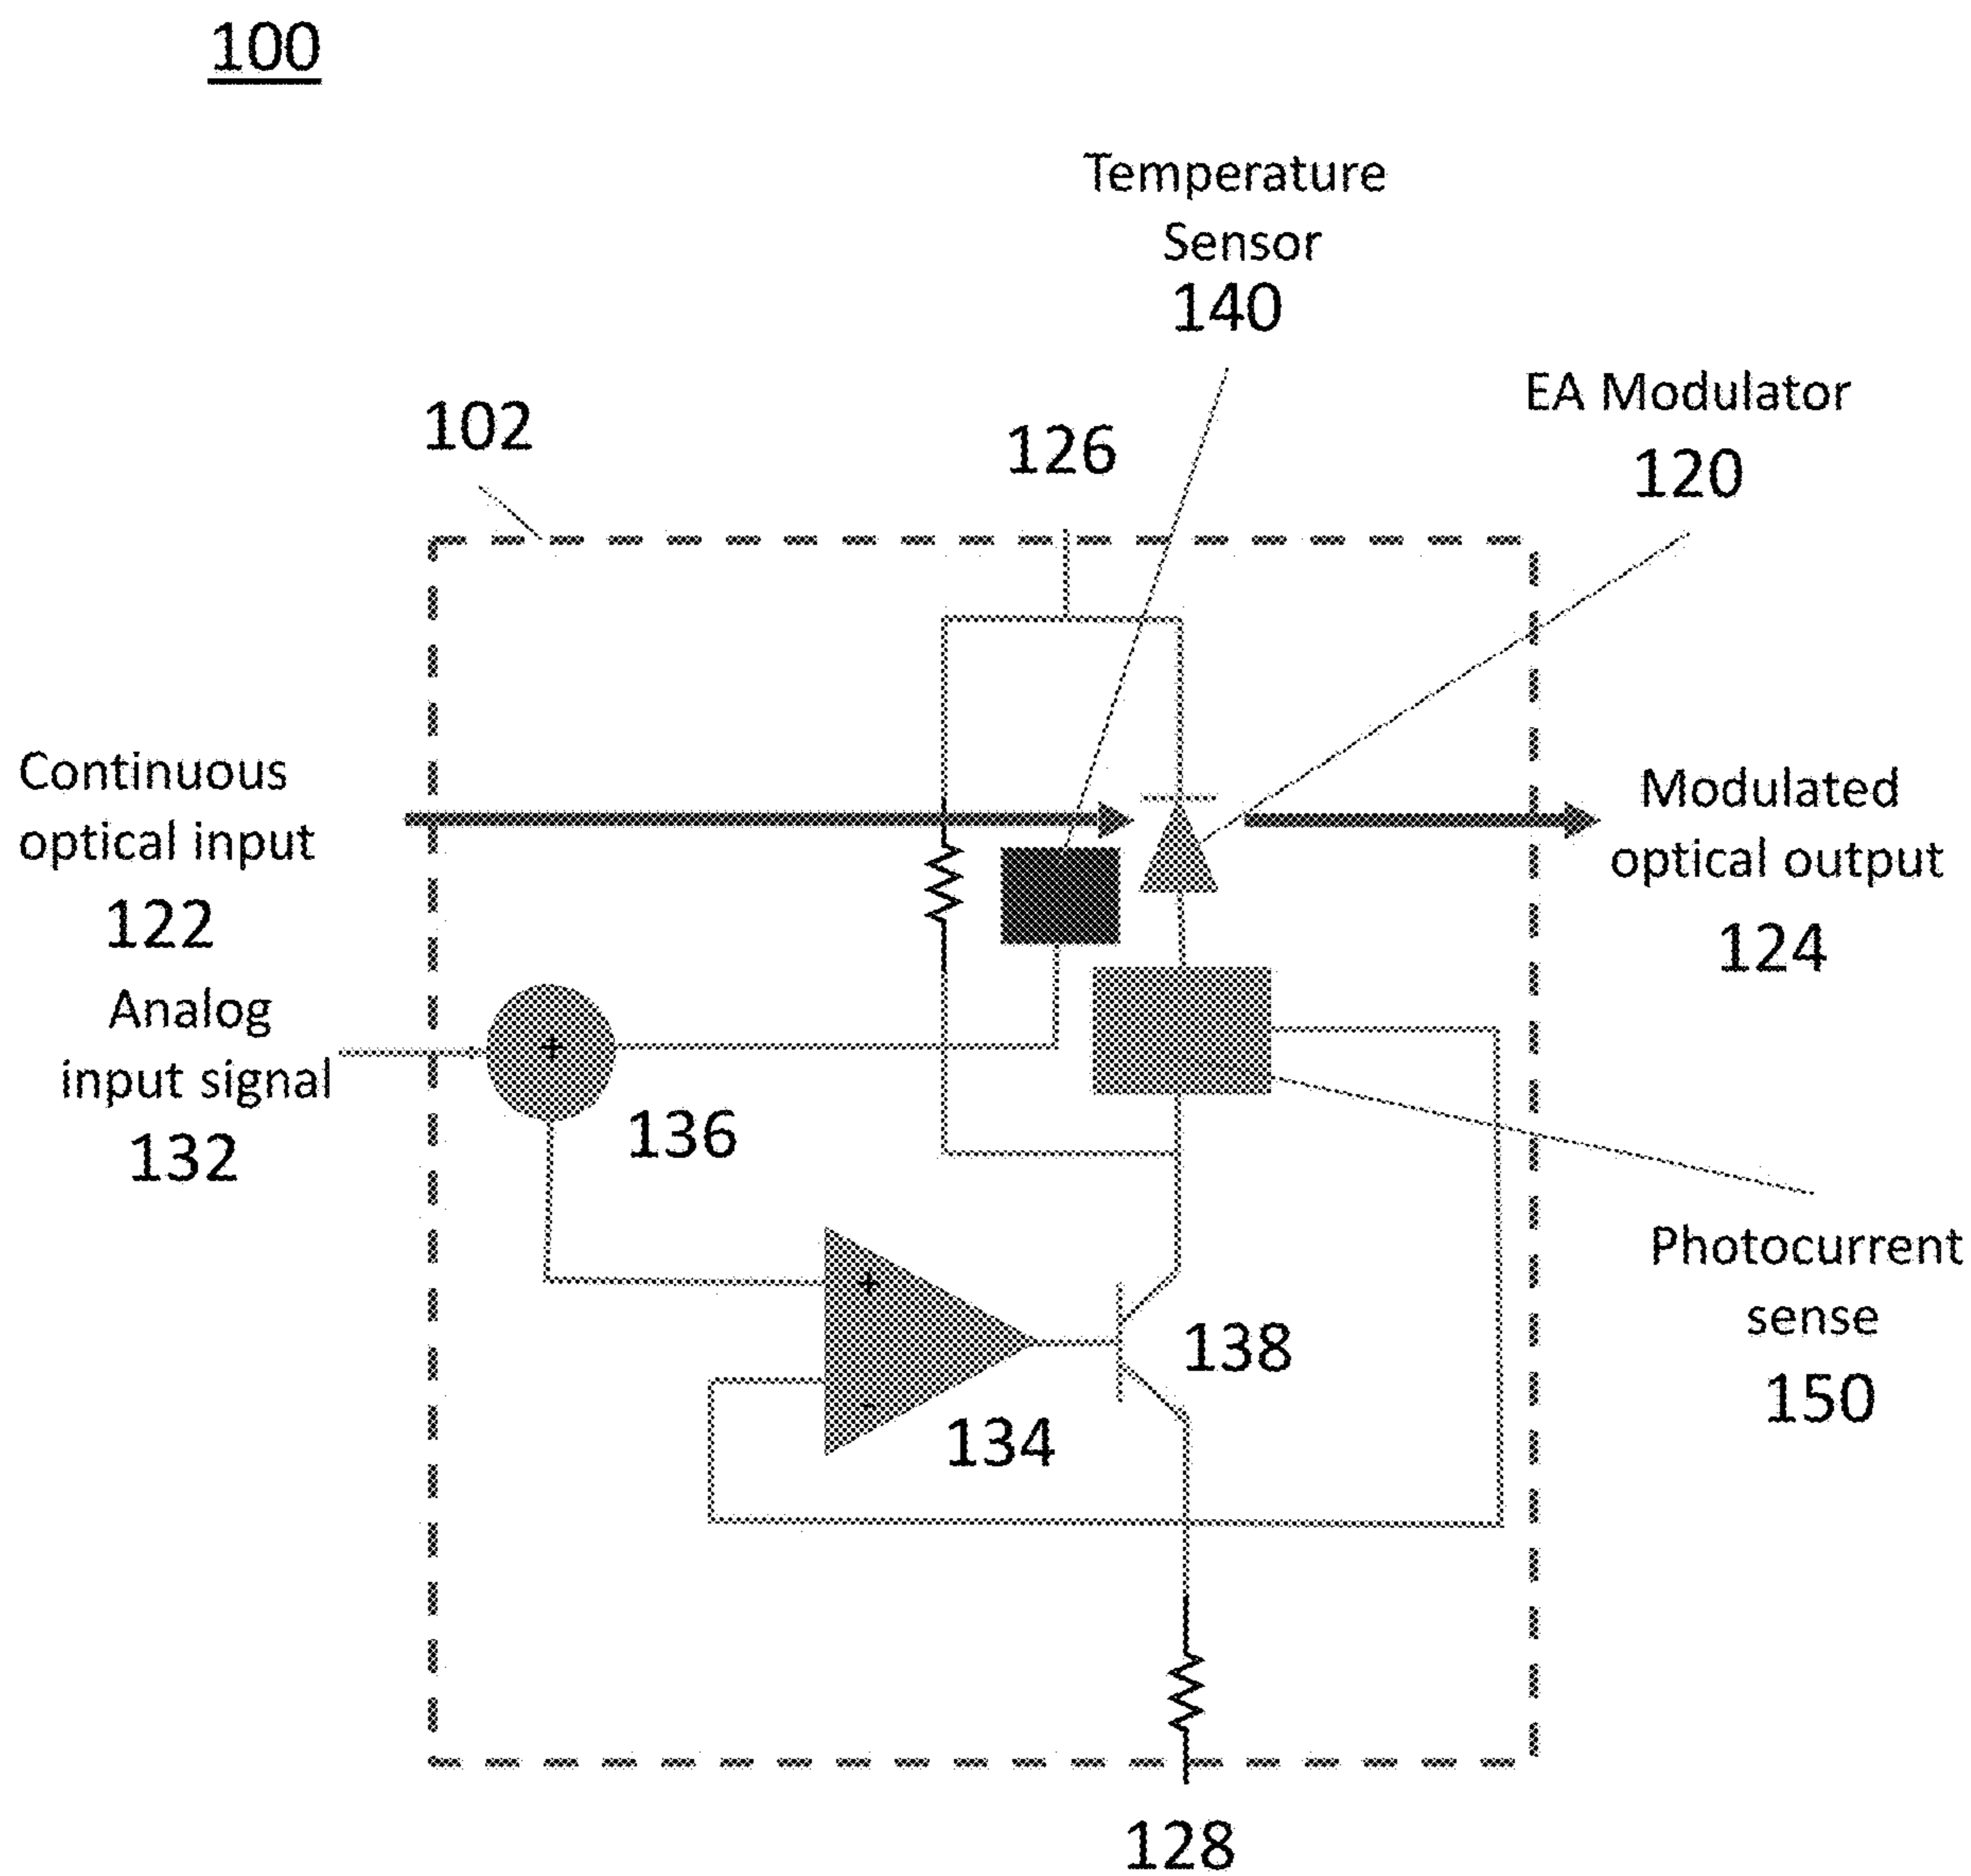 100
Temperature
Sensor
140
EA Modulator
120
102
126
Continuous
optical input
122
Modulated
optical output
124
Analog
input signal
132
+
136
Photocurrent
sense
150
+
-
134
138
128